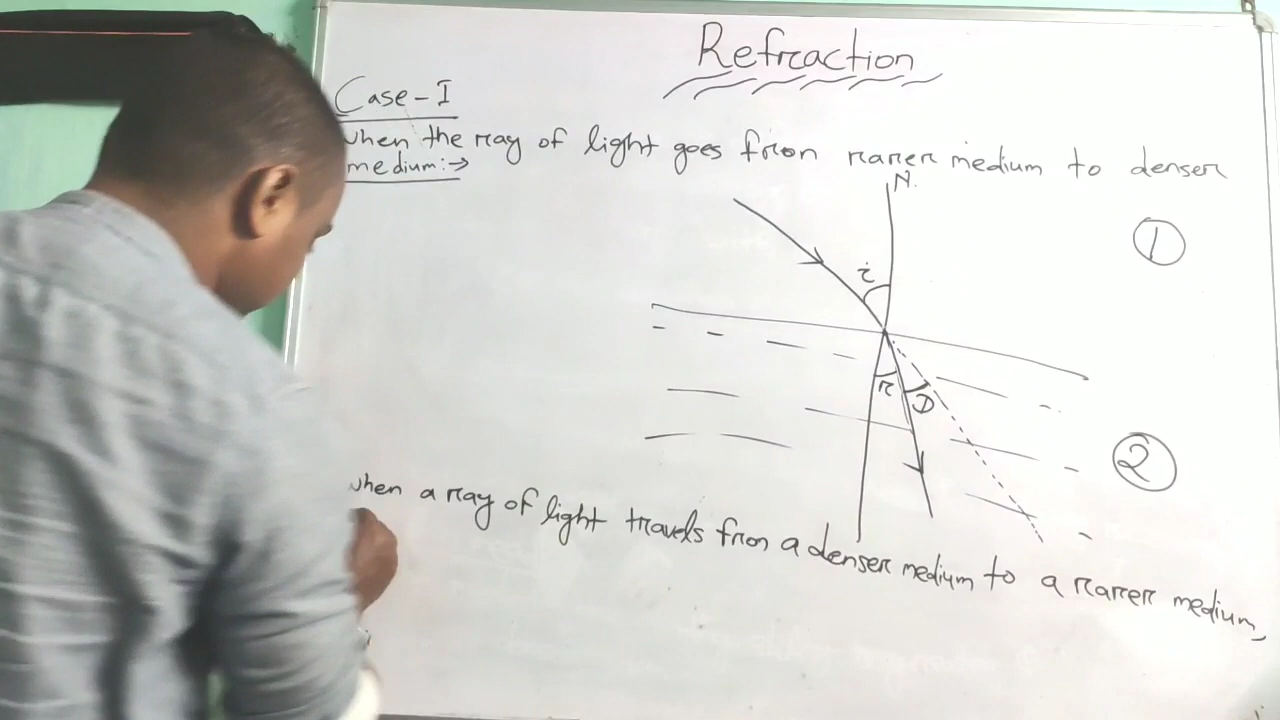 Refraction
Case-I
when the ray of light goes from rarer medium to denser
medium:→
N.
1
i
r
D
2
when a ray of light travels from a denser medium to a rarer medium,